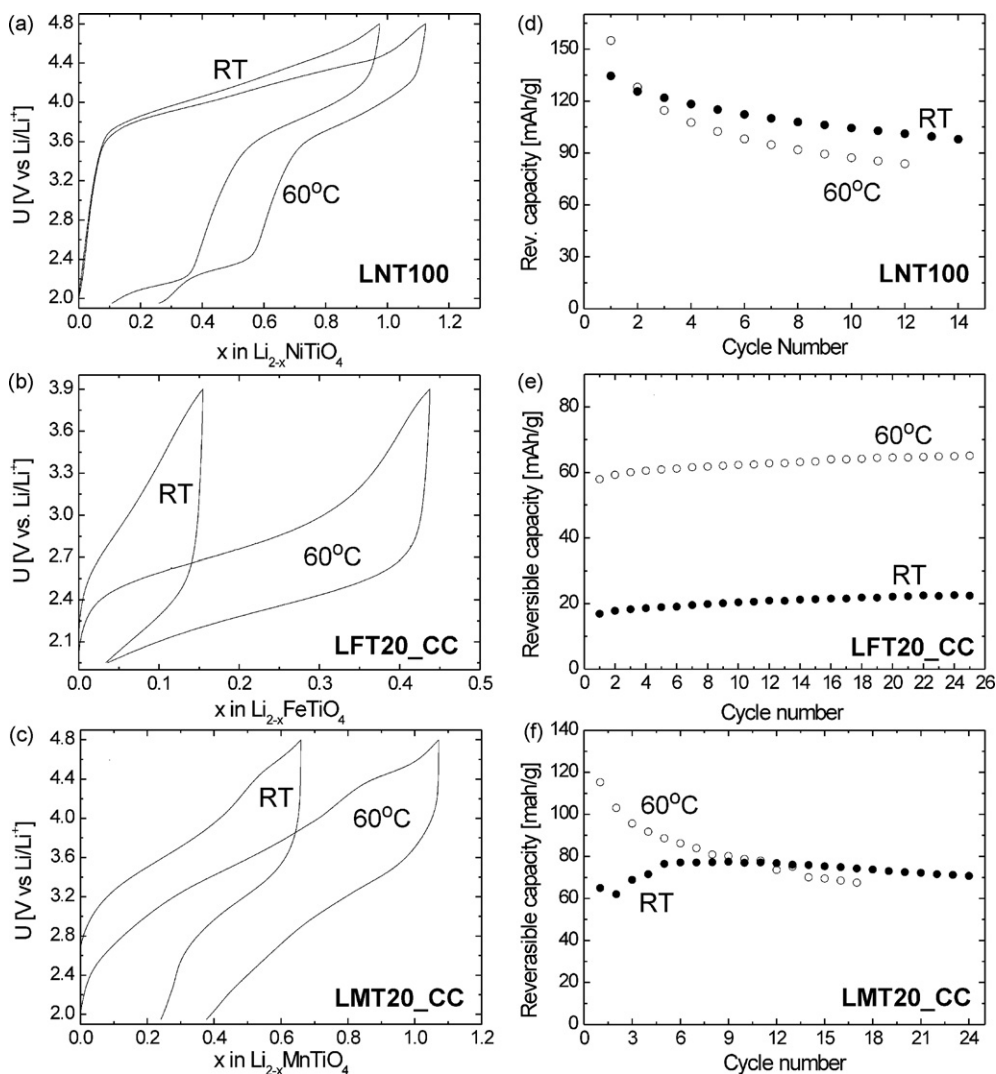 (a)
4.8
4.4
4.0
3.6
3.2
2.8
2.4
2.0
U [V vs Li/Li⁺]
RT
60°C
LNT100
0.0 0.2 0.4 0.6 0.8 1.0 1.2
x in Li₂₋ₓNiTiO₄
(d)
150
120
90
60
30
0
Rev. capacity [mAh/g]
RT
60°C
LNT100
0 2 4 6 8 10 12 14
Cycle Number
(b)
3.9
3.6
3.3
3.0
2.7
2.4
2.1
U [V vs. Li/Li⁺]
RT
60°C
LFT20_CC
0.0 0.1 0.2 0.3 0.4 0.5
x in Li₂₋ₓFeTiO₄
(e)
80
60
40
20
0
Reversible capacity [mAh/g]
60°C
RT
LFT20_CC
0 2 4 6 8 10 12 14 16 18 20 22 24 26
Cycle number
(c)
4.8
4.4
4.0
3.6
3.2
2.8
2.4
2.0
U [V vs Li/Li⁺]
RT
60°C
LMT20_CC
0.0 0.2 0.4 0.6 0.8 1.0 1.2
x in Li₂₋ₓMnTiO₄
(f)
140
120
100
80
60
40
20
0
Reverasible capacity [mah/g]
60°C
RT
LMT20_CC
0 3 6 9 12 15 18 21 24
Cycle number